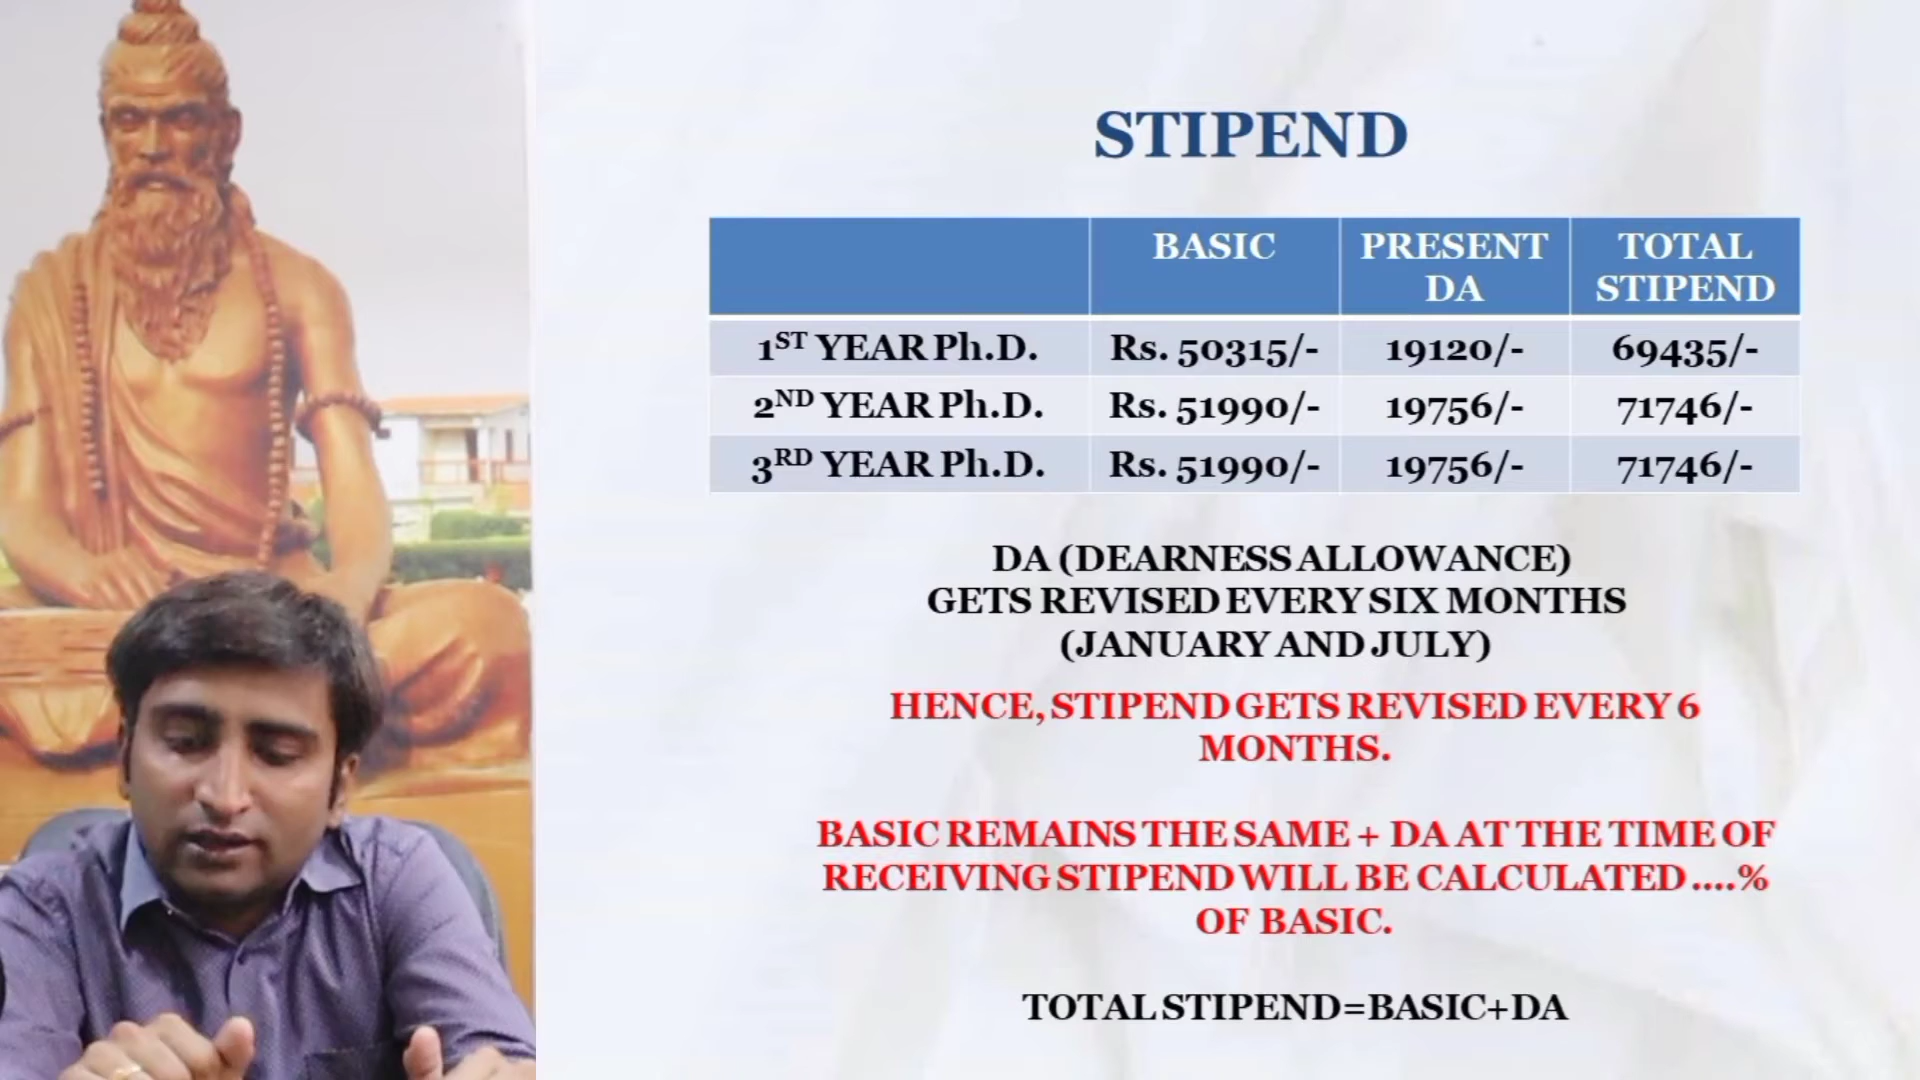 STIPEND
BASIC PRESENT DA TOTAL STIPEND
1ST YEAR Ph.D. Rs. 50315/- 19120/- 69435/-
2ND YEAR Ph.D. Rs. 51990/- 19756/- 71746/-
3RD YEAR Ph.D. Rs. 51990/- 19756/- 71746/-
DA (DEARNESS ALLOWANCE)
GETS REVISED EVERY SIX MONTHS
(JANUARY AND JULY)
HENCE, STIPEND GETS REVISED EVERY 6
MONTHS.
BASIC REMAINS THE SAME + DA AT THE TIME OF
RECEIVING STIPEND WILL BE CALCULATED ....%
OF BASIC.
TOTAL STIPEND=BASIC+DA